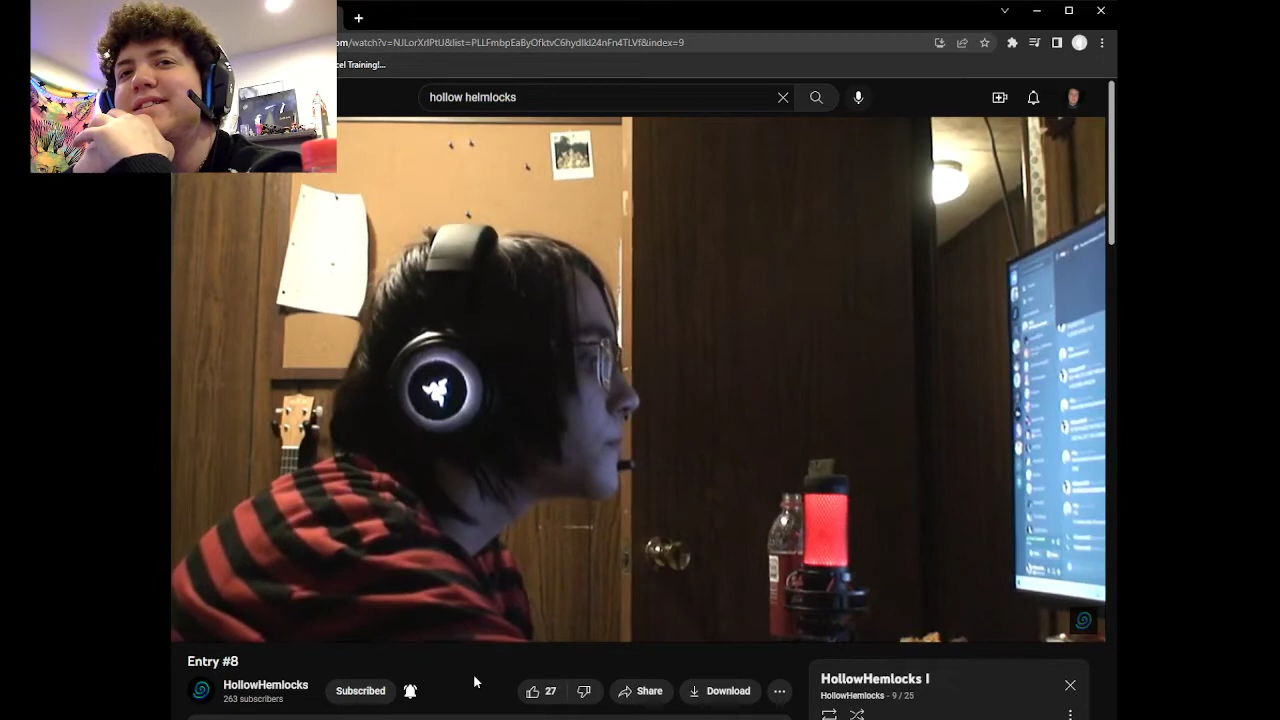 om/watch?v=NJLorXrlPtU&list=PLLFmbpEaByOfktvC6hydIkl24nFn4TLVf&index=9
cel Training!...
hollow helmlocks
Entry #8
HollowHemlocks
263 subscribers
Subscribed
27
Share
Download
HollowHemlocks I
HollowHemlocks - 9 / 25